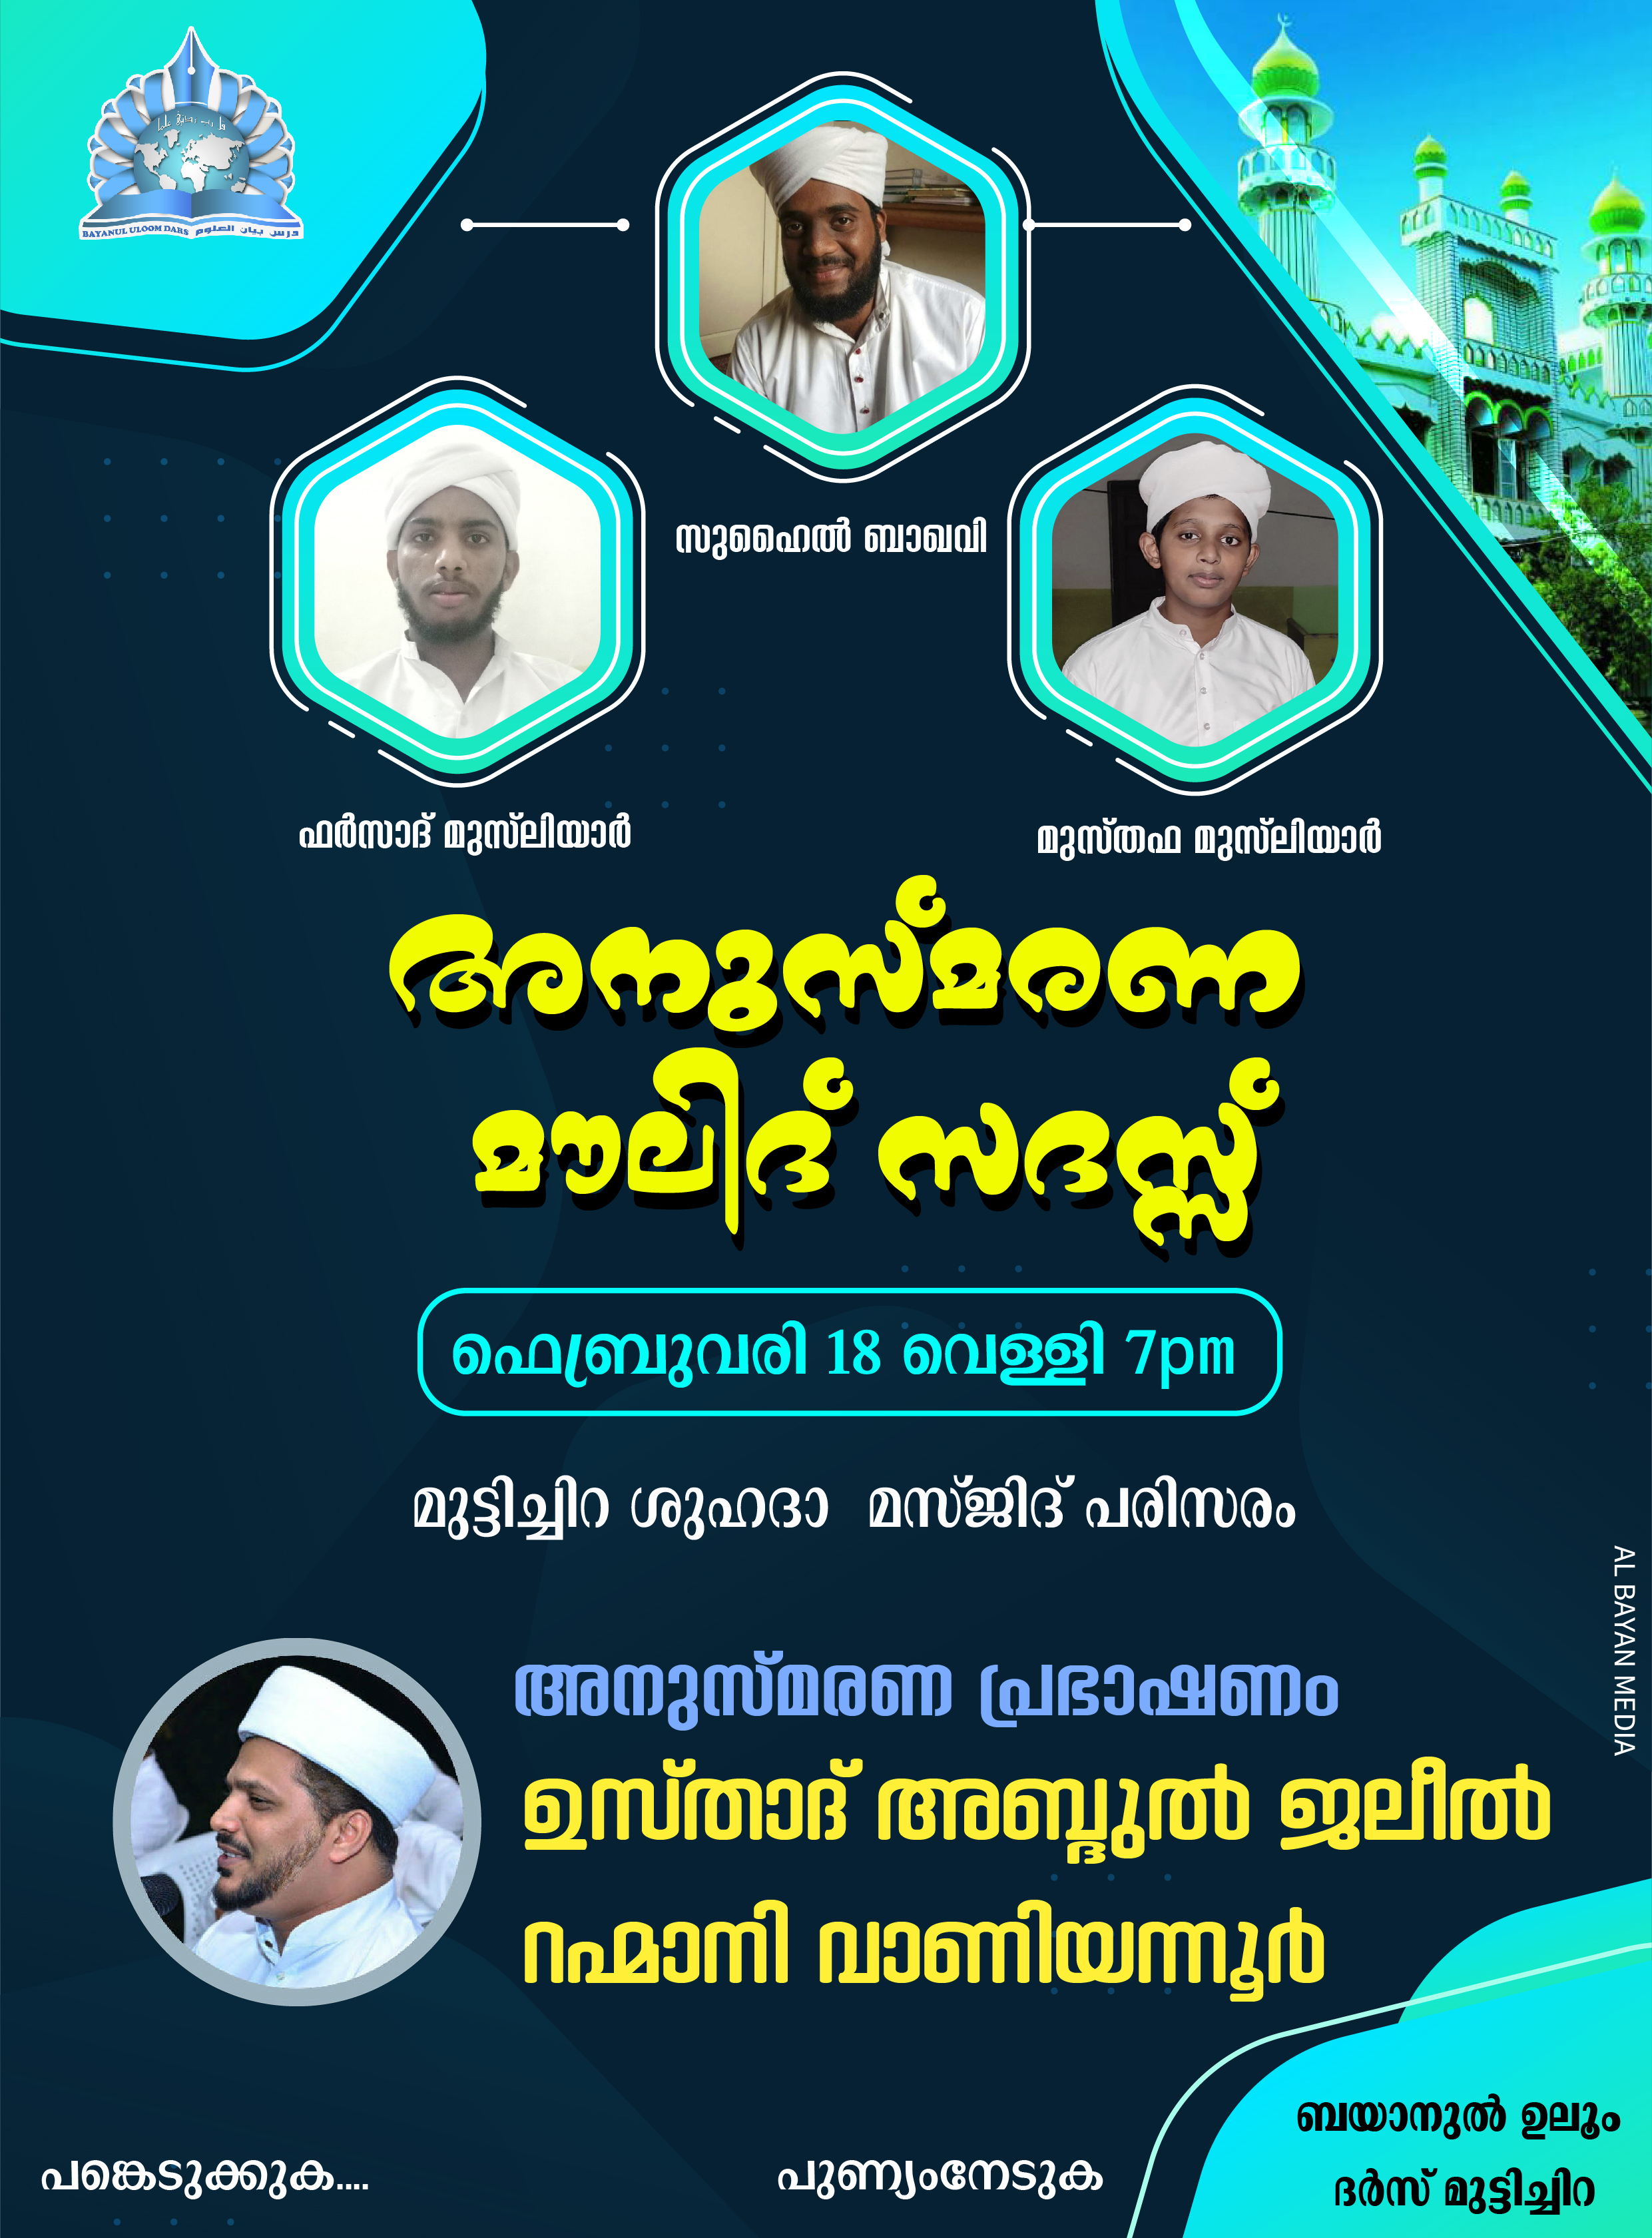 BAYANUL ULOOM DARS درس بيان العلوم
സുഹൈൽ ബാഖവി
ഫർസാദ് മുസ്‌ലിയാർ
മുസ്തഫ മുസ്‌ലിയാർ
അനുസ്മരണ
മൗലിദ് സദസ്സ്
ഫെബ്രുവരി 18 വെള്ളി 7pm
മുട്ടിച്ചിറ ശുഹദാ മസ്ജിദ് പരിസരം
AL BAYAN MEDIA
അനുസ്മരണ പ്രഭാഷണം
ഉസ്താദ് അബ്ദുൽ ജലീൽ
റഹ്മാനി വാണിയന്നൂർ
ബയാനുൽ ഉലൂം
ദർസ് മുട്ടിച്ചിറ
പങ്കെടുക്കുക.... പുണ്യംനേടുക